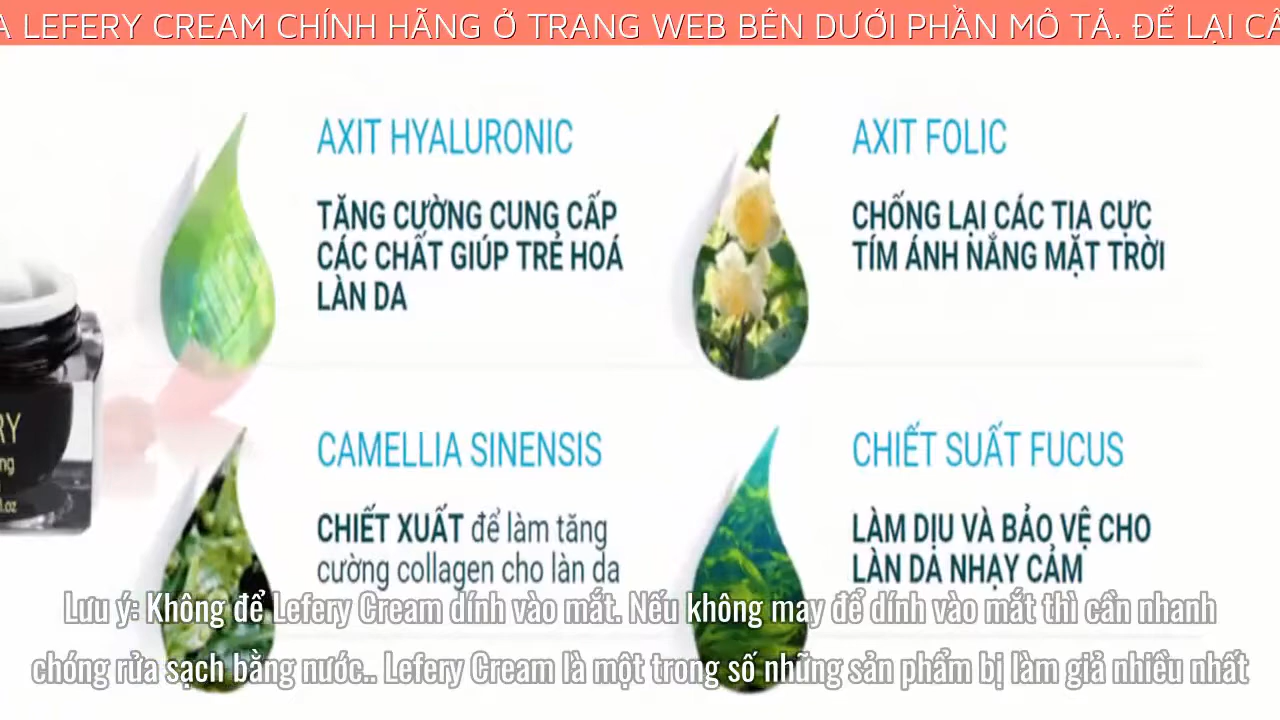 A LEFERY CREAM CHÍNH HÃNG Ở TRANG WEB BÊN DƯỚI PHẦN MÔ TẢ. ĐỂ LẠI CÂ
AXIT HYALURONIC
TĂNG CƯỜNG CUNG CẤP
CÁC CHẤT GIÚP TRẺ HOÁ
LÀN DA
AXIT FOLIC
CHỐNG LẠI CÁC TIA CỰC
TÍM ÁNH NẮNG MẶT TRỜI
RY
ng
l.oz
CAMELLIA SINENSIS
CHIẾT XUẤT để làm tăng
cường collagen cho làn da
CHIẾT SUẤT FUCUS
LÀM DỊU VÀ BẢO VỆ CHO
LÀN DA NHẠY CẢM
Lưu ý: Không để Lefery Cream dính vào mắt. Nếu không may để dính vào mắt thì cần nhanh
chóng rửa sạch bằng nước.. Lefery Cream là một trong số những sản phẩm bị làm giả nhiều nhất